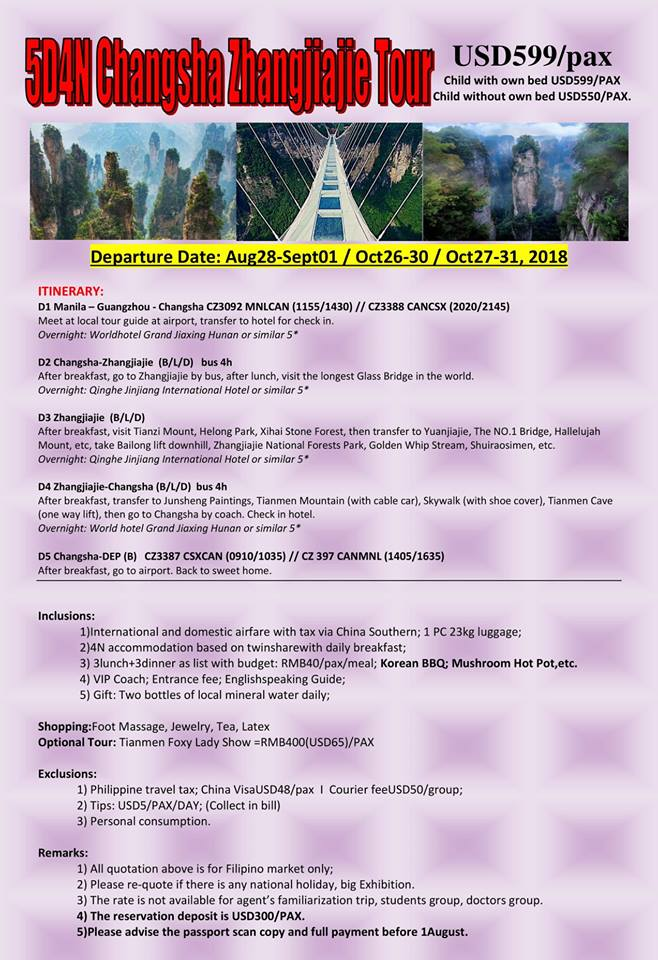 5D4N Changsha Zhangjiajie Tour
USD599/pax
Child with own bed USD599/PAX
Child without own bed USD550/PAX.
Departure Date: Aug28-Sept01 / Oct26-30 / Oct27-31, 2018
ITINERARY:
D1 Manila – Guangzhou - Changsha CZ3092 MNLCAN (1155/1430) // CZ3388 CANCSX (2020/2145)
Meet at local tour guide at airport, transfer to hotel for check in.
Overnight: Worldhotel Grand Jiaxing Hunan or similar 5*
D2 Changsha-Zhangjiajie (B/L/D) bus 4h
After breakfast, go to Zhangjiajie by bus, after lunch, visit the longest Glass Bridge in the world.
Overnight: Qinghe Jinjiang International Hotel or similar 5*
D3 Zhangjiajie (B/L/D)
After breakfast, visit Tianzi Mount, Helong Park, Xihai Stone Forest, then transfer to Yuanjiajie, The NO.1 Bridge, Hallelujah
Mount, etc, take Bailong lift downhill, Zhangjiajie National Forests Park, Golden Whip Stream, Shuiraosimen, etc.
Overnight: Qinghe Jinjiang International Hotel or similar 5*
D4 Zhangjiajie-Changsha (B/L/D) bus 4h
After breakfast, transfer to Junsheng Paintings, Tianmen Mountain (with cable car), Skywalk (with shoe cover), Tianmen Cave
(one way lift), then go to Changsha by coach. Check in hotel.
Overnight: World hotel Grand Jiaxing Hunan or similar 5*
D5 Changsha-DEP (B) CZ3387 CSXCAN (0910/1035) // CZ 397 CANMNL (1405/1635)
After breakfast, go to airport. Back to sweet home.
Inclusions:
1)International and domestic airfare with tax via China Southern; 1 PC 23kg luggage;
2)4N accommodation based on twinsharewith daily breakfast;
3) 3lunch+3dinner as list with budget: RMB40/pax/meal; Korean BBQ; Mushroom Hot Pot,etc.
4) VIP Coach; Entrance fee; Englishspeaking Guide;
5) Gift: Two bottles of local mineral water daily;
Shopping:Foot Massage, Jewelry, Tea, Latex
Optional Tour: Tianmen Foxy Lady Show =RMB400(USD65)/PAX
Exclusions:
1) Philippine travel tax; China VisaUSD48/pax I Courier feeUSD50/group;
2) Tips: USD5/PAX/DAY; (Collect in bill)
3) Personal consumption.
Remarks:
1) All quotation above is for Filipino market only;
2) Please re-quote if there is any national holiday, big Exhibition.
3) The rate is not available for agent's familiarization trip, students group, doctors group.
4) The reservation deposit is USD300/PAX.
5)Please advise the passport scan copy and full payment before 1August.